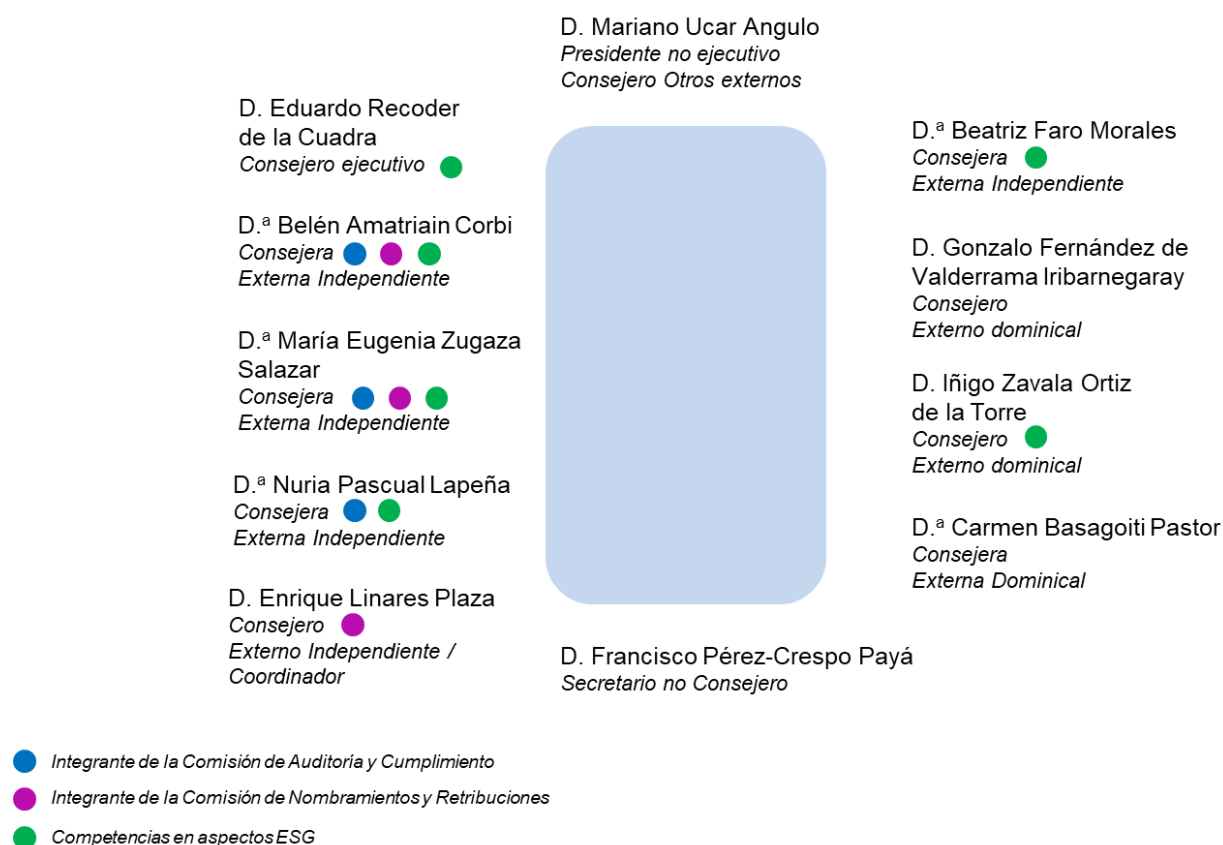 D. Mariano Ucar Angulo
Presidente no ejecutivo
Consejero Otros externos
D. Eduardo Recoder
de la Cuadra
Consejero ejecutivo
D.ª Belén Amatriain Corbi
Consejera
Externa Independiente
D.ª María Eugenia Zugaza
Salazar
Consejera
Externa Independiente
D.ª Nuria Pascual Lapeña
Consejera
Externa Independiente
D. Enrique Linares Plaza
Consejero
Externo Independiente /
Coordinador
D.ª Beatriz Faro Morales
Consejera
Externa Independiente
D. Gonzalo Fernández de
Valderrama Iribarnegaray
Consejero
Externo dominical
D. Iñigo Zavala Ortiz
de la Torre
Consejero
Externo dominical
D.ª Carmen Basagoiti Pastor
Consejera
Externa Dominical
D. Francisco Pérez-Crespo Payá
Secretario no Consejero
Integrante de la Comisión de Auditoría y Cumplimiento
Integrante de la Comisión de Nombramientos y Retribuciones
Competencias en aspectos ESG